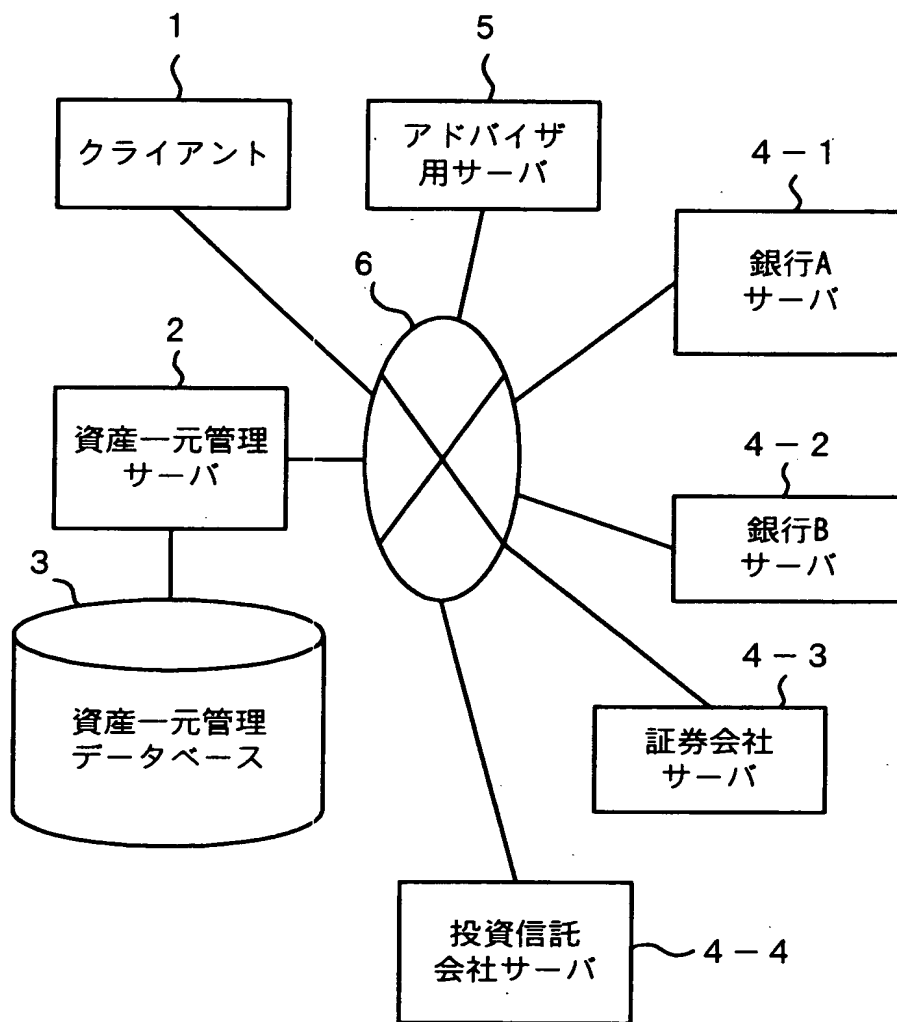 1
クライアント
5
アドバイザ
用サーバ
4－1
銀行A
サーバ
6
2
資産一元管理
サーバ
4－2
銀行B
サーバ
3
資産一元管理
データベース
4－3
証券会社
サーバ
投資信託
会社サーバ
4－4